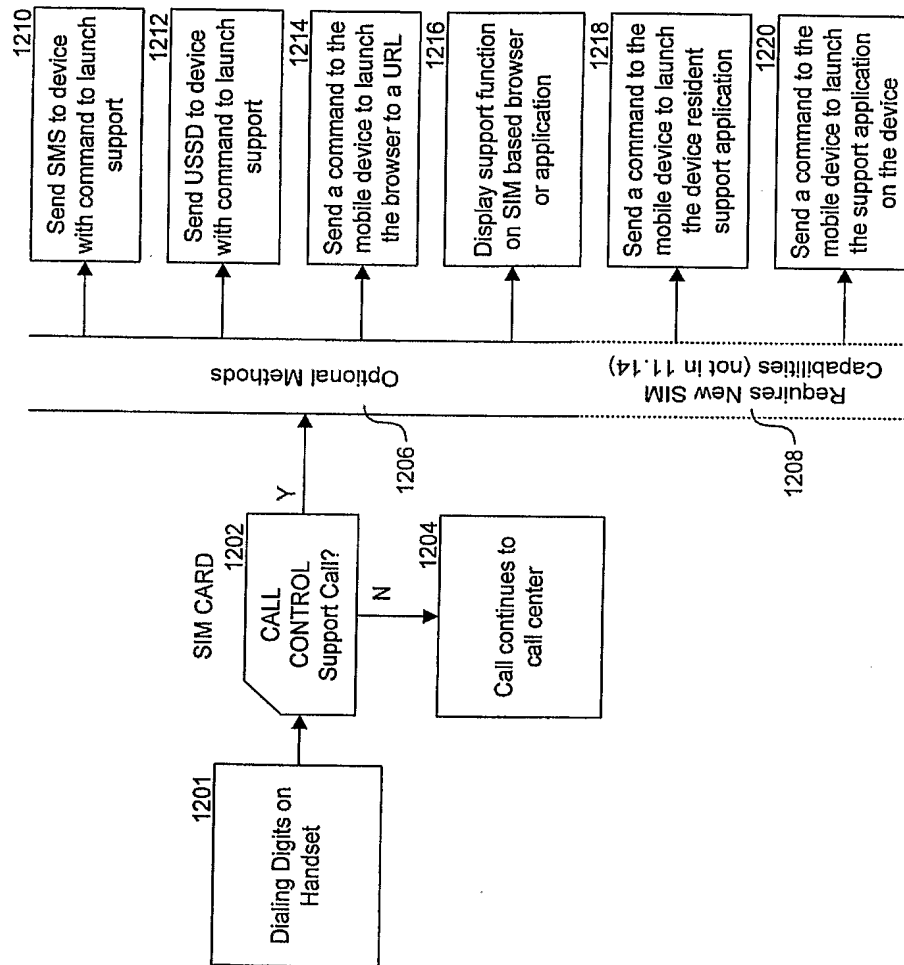 1201
Dialing Digits on
Handset
SIM CARD
1202
CALL
CONTROL
Support Call?
Y
N
1204
Call continues to
call center
Optional Methods
1206
Requires New SIM
Capabilities (not in 11.14)
1208
1210
Send SMS to device
with command to launch
support
1212
Send USSD to device
with command to launch
support
1214
Send a command to the
mobile device to launch
the browser to a URL
1216
Display support function
on SIM based browser
or application
1218
Send a command to the
mobile device to launch
the device resident
support application
1220
Send a command to the
mobile device to launch
the support application
on the device